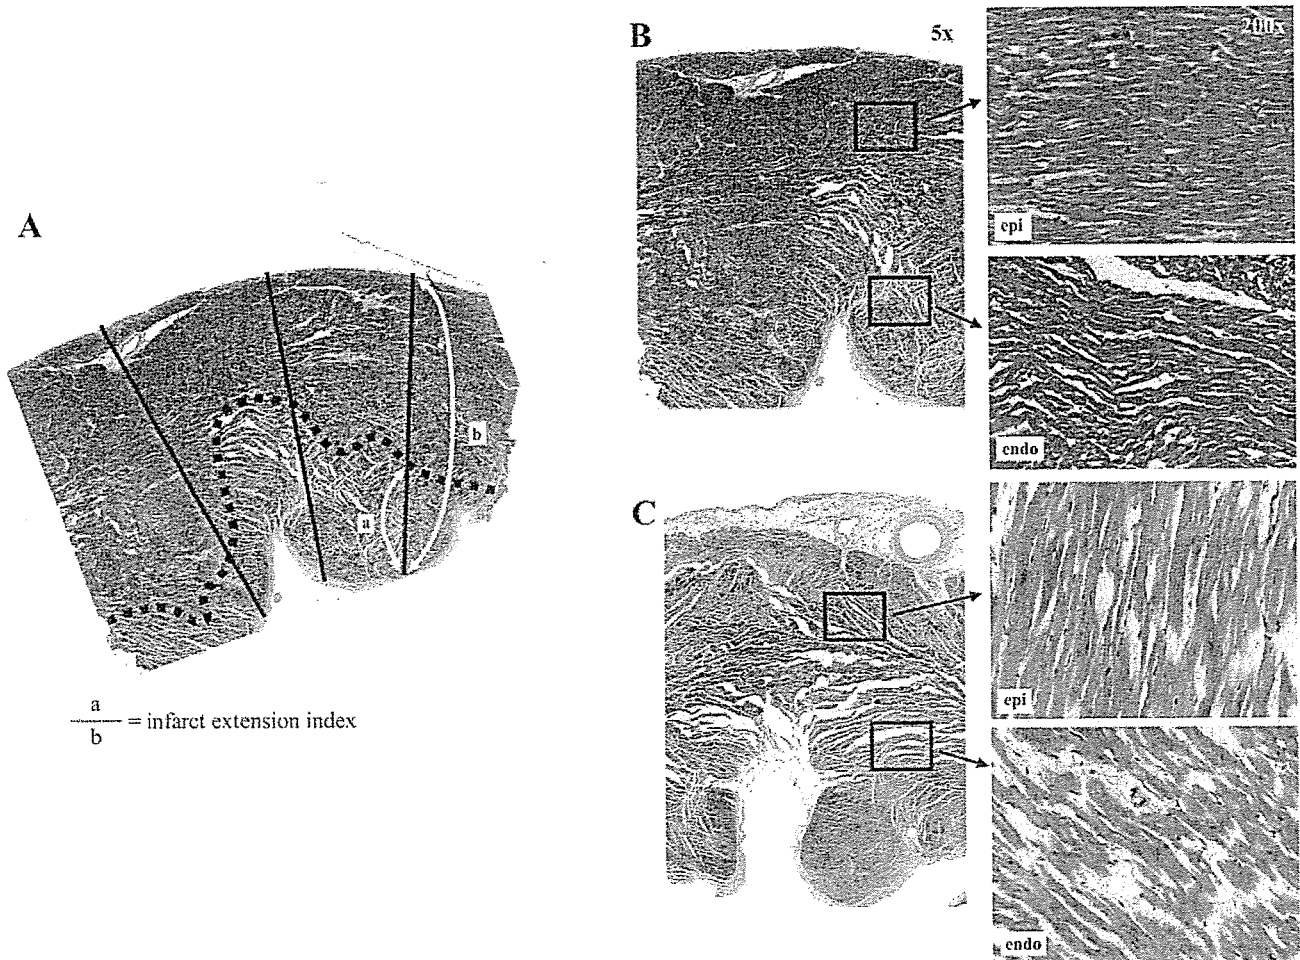 A
b
a
a
b
= infarct extension index
B
5x
200x
epi
endo
C
epi
endo